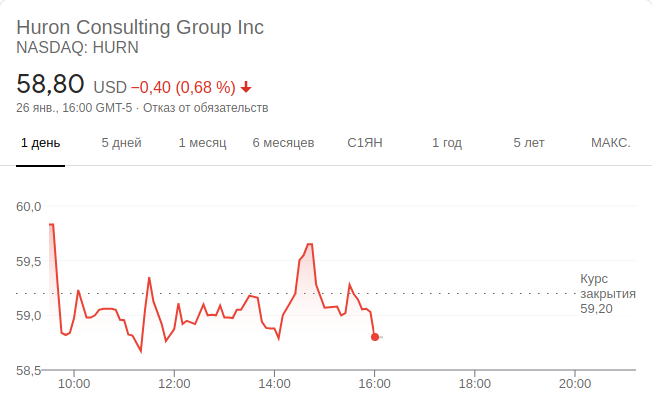 Huron Consulting Group Inc
NASDAQ: HURN
58,80 USD −0,40 (0,68 %)
26 янв., 16:00 GMT-5 · Отказ от обязательств
1 день 5 дней 1 месяц 6 месяцев С1ЯН 1 год 5 лет МАКС.
60,0
59,5
Курс
закрытия
59,20
59,0
58,5
10:00 12:00 14:00 16:00 18:00 20:00